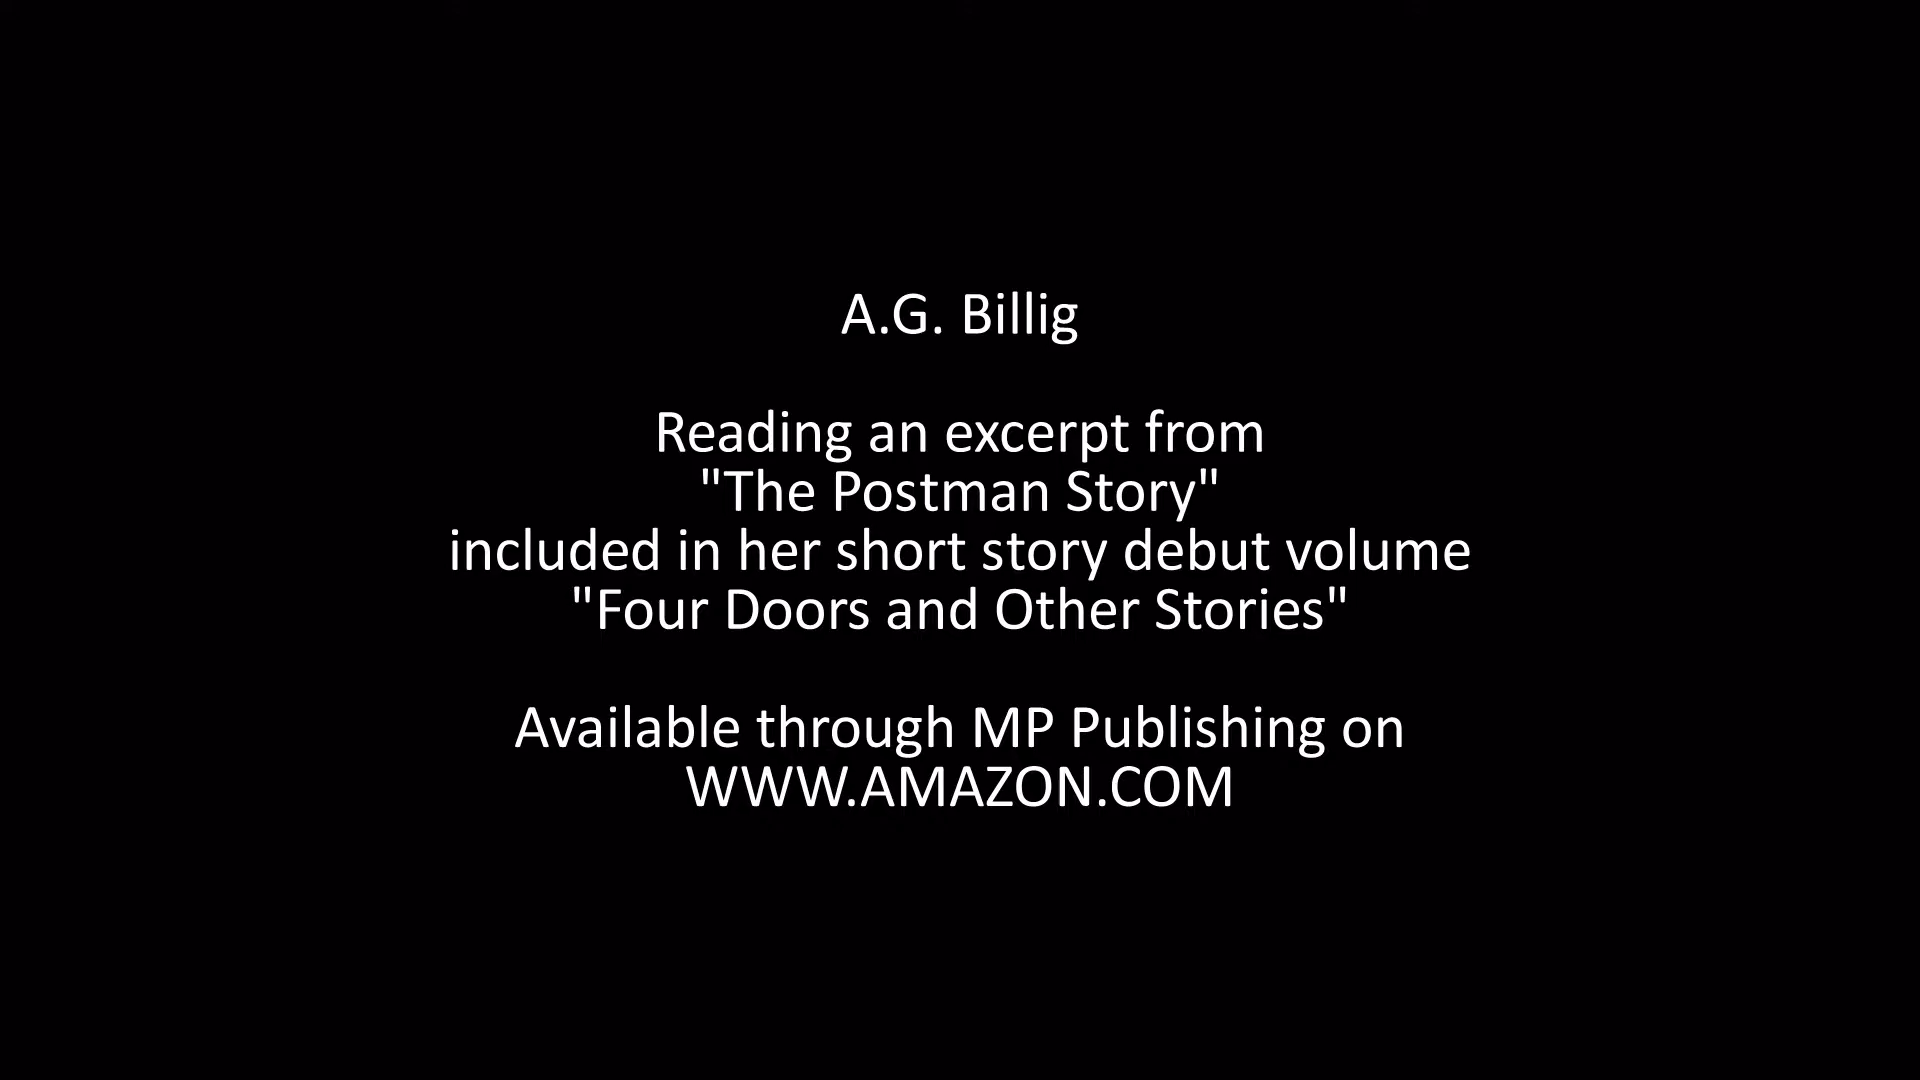 A.G. Billig
Reading an excerpt from
"The Postman Story"
included in her short story debut volume
"Four Doors and Other Stories"
Available through MP Publishing on
WWW.AMAZON.COM